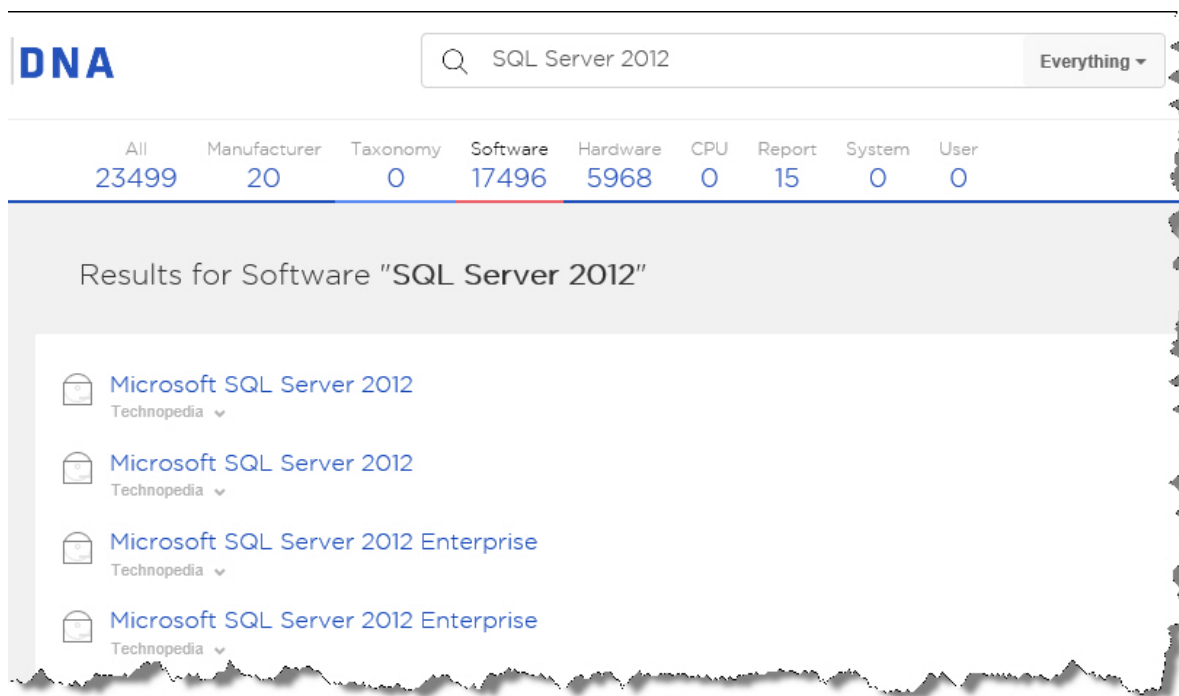 DNA
SQL Server 2012
Everything
All Manufacturer Taxonomy Software Hardware CPU Report System User
23499 20 0 17496 5968 0 15 0 0
Results for Software "SQL Server 2012"
Microsoft SQL Server 2012
Technopedia
Microsoft SQL Server 2012
Technopedia
Microsoft SQL Server 2012 Enterprise
Technopedia
Microsoft SQL Server 2012 Enterprise
Technopedia